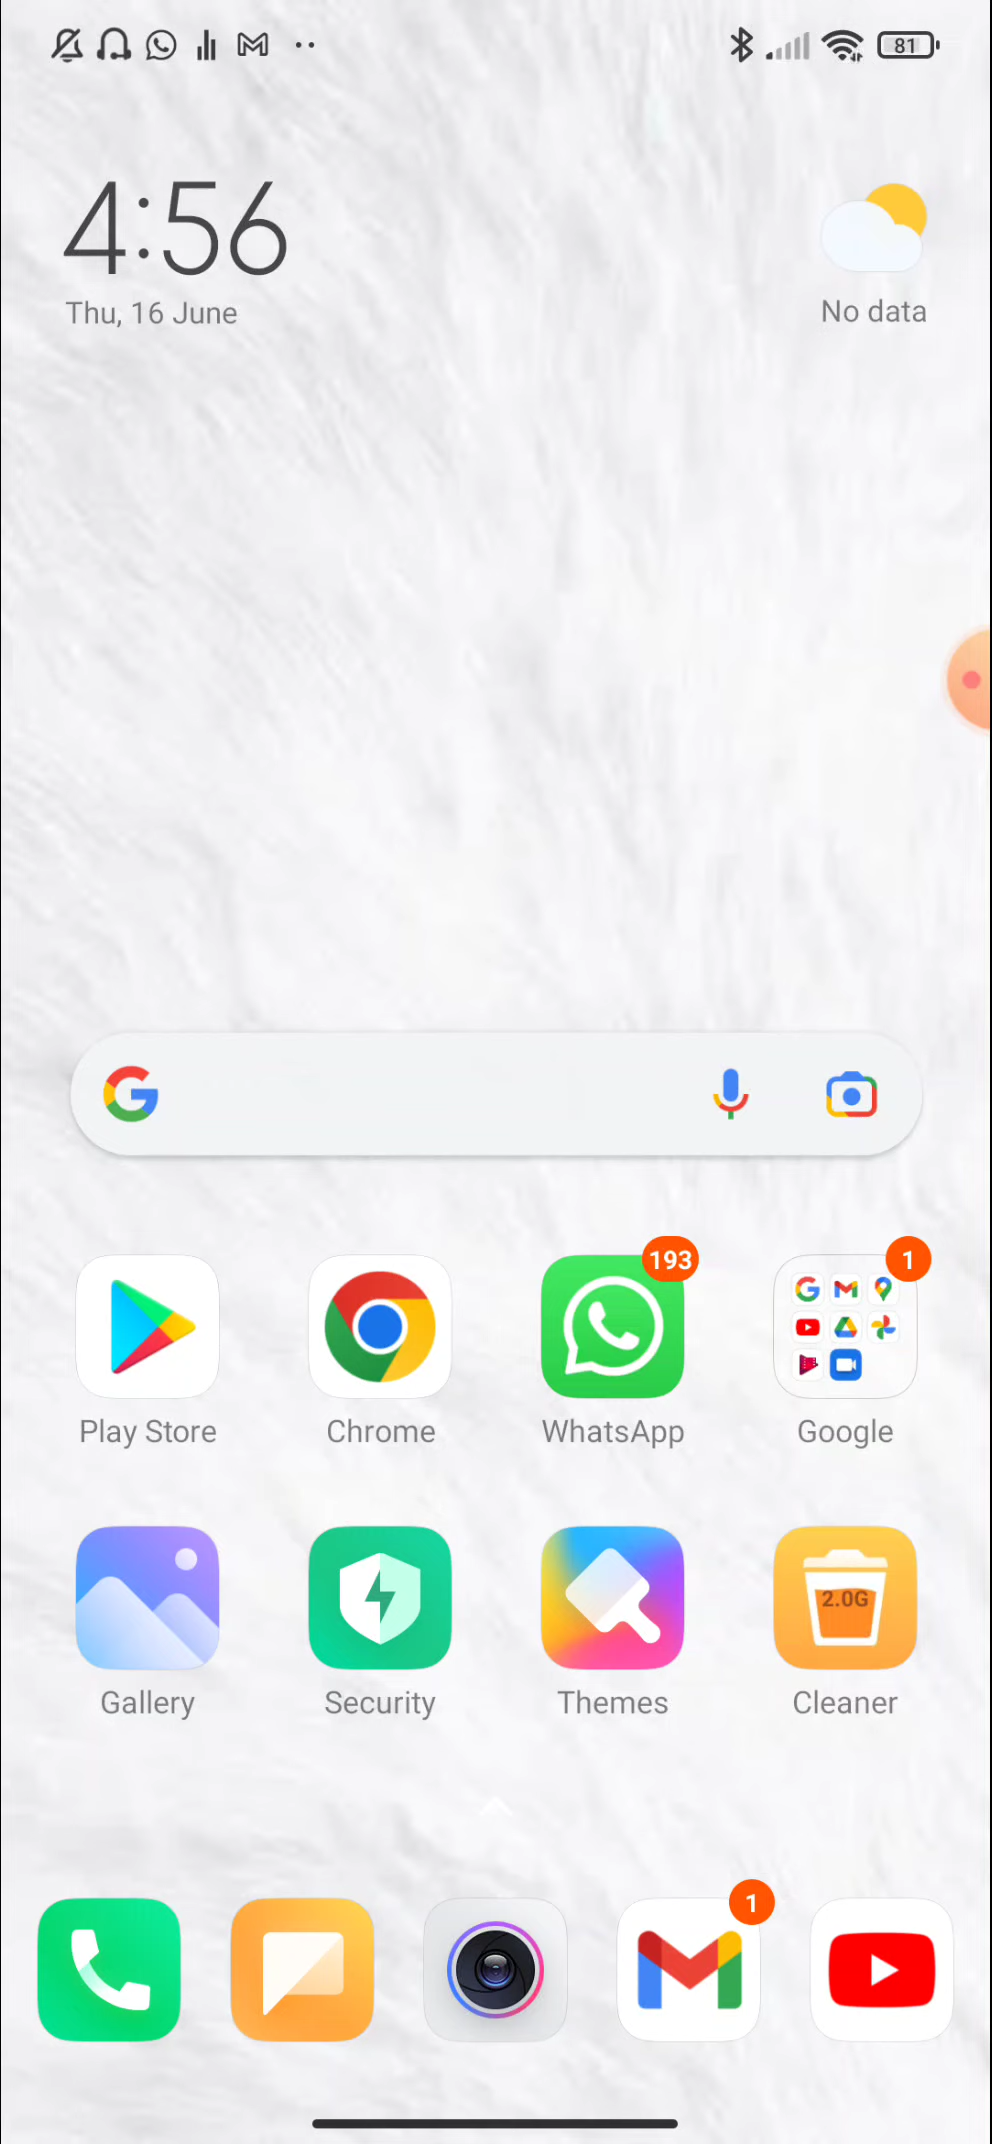 81
4:56
Thu, 16 June
No data
193
1
Play Store
Chrome
WhatsApp
Google
2.0G
Gallery
Security
Themes
Cleaner
1